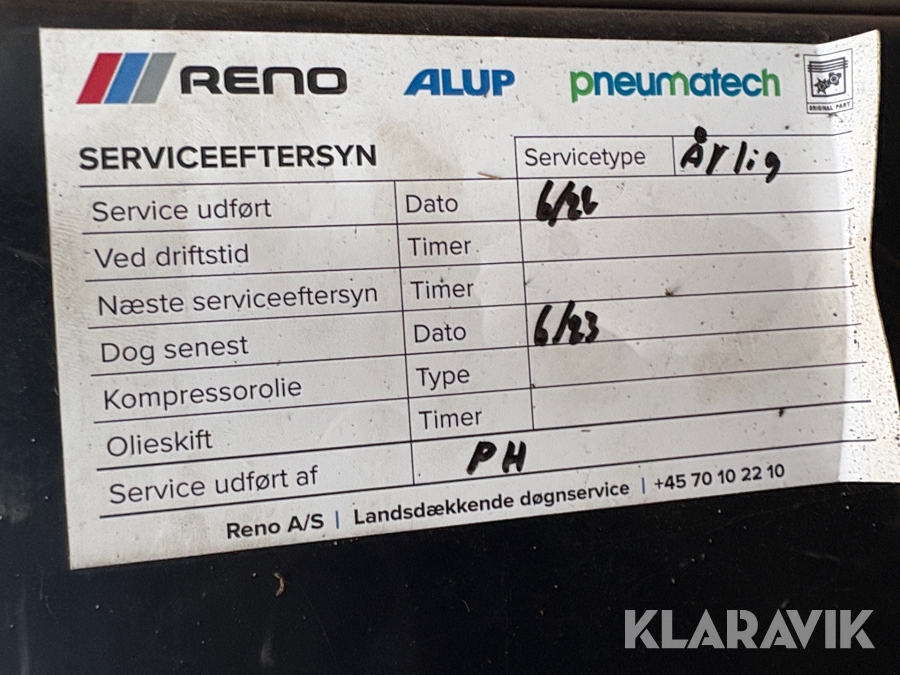 RENO ALUP pneumatech
ORIGINAL PART
SERVICEEFTERSYN Servicetype Årlig
Service udført Dato 6/22
Ved driftstid Timer
Næste serviceeftersyn Timer
Dog senest Dato 6/23
Kompressorolie Type
Olieskift Timer
Service udført af PH
Reno A/S | Landsdækkende døgnservice | +45 70 10 22 10
KLARAVIK